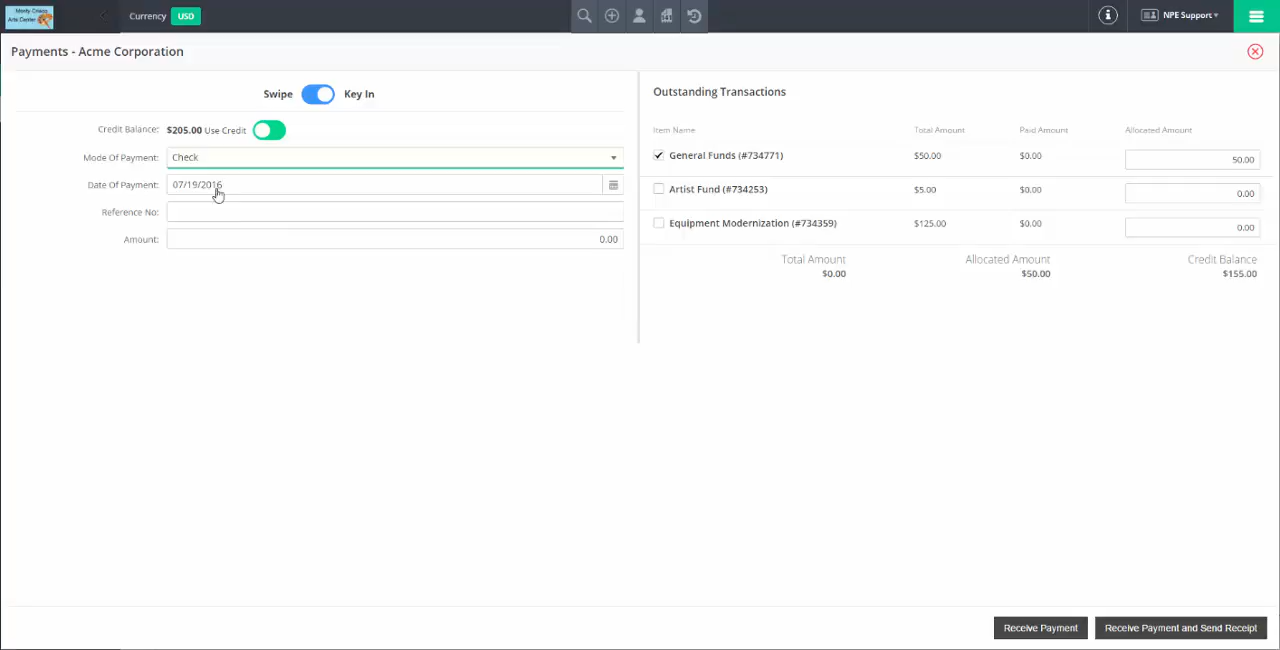 Monty Criado
Arts Center
Currency USD
NPE Support
Payments - Acme Corporation
Swipe Key In
Credit Balance: $205.00 Use Credit
Mode Of Payment: Check
Date Of Payment: 07/19/2016
Reference No:
Amount: 0.00
Outstanding Transactions
Item Name Total Amount Paid Amount Allocated Amount
General Funds (#734771) $50.00 $0.00 50.00
Artist Fund (#734253) $5.00 $0.00 0.00
Equipment Modernization (#734359) $125.00 $0.00 0.00
Total Amount Allocated Amount Credit Balance
$0.00 $50.00 $155.00
Receive Payment Receive Payment and Send Receipt